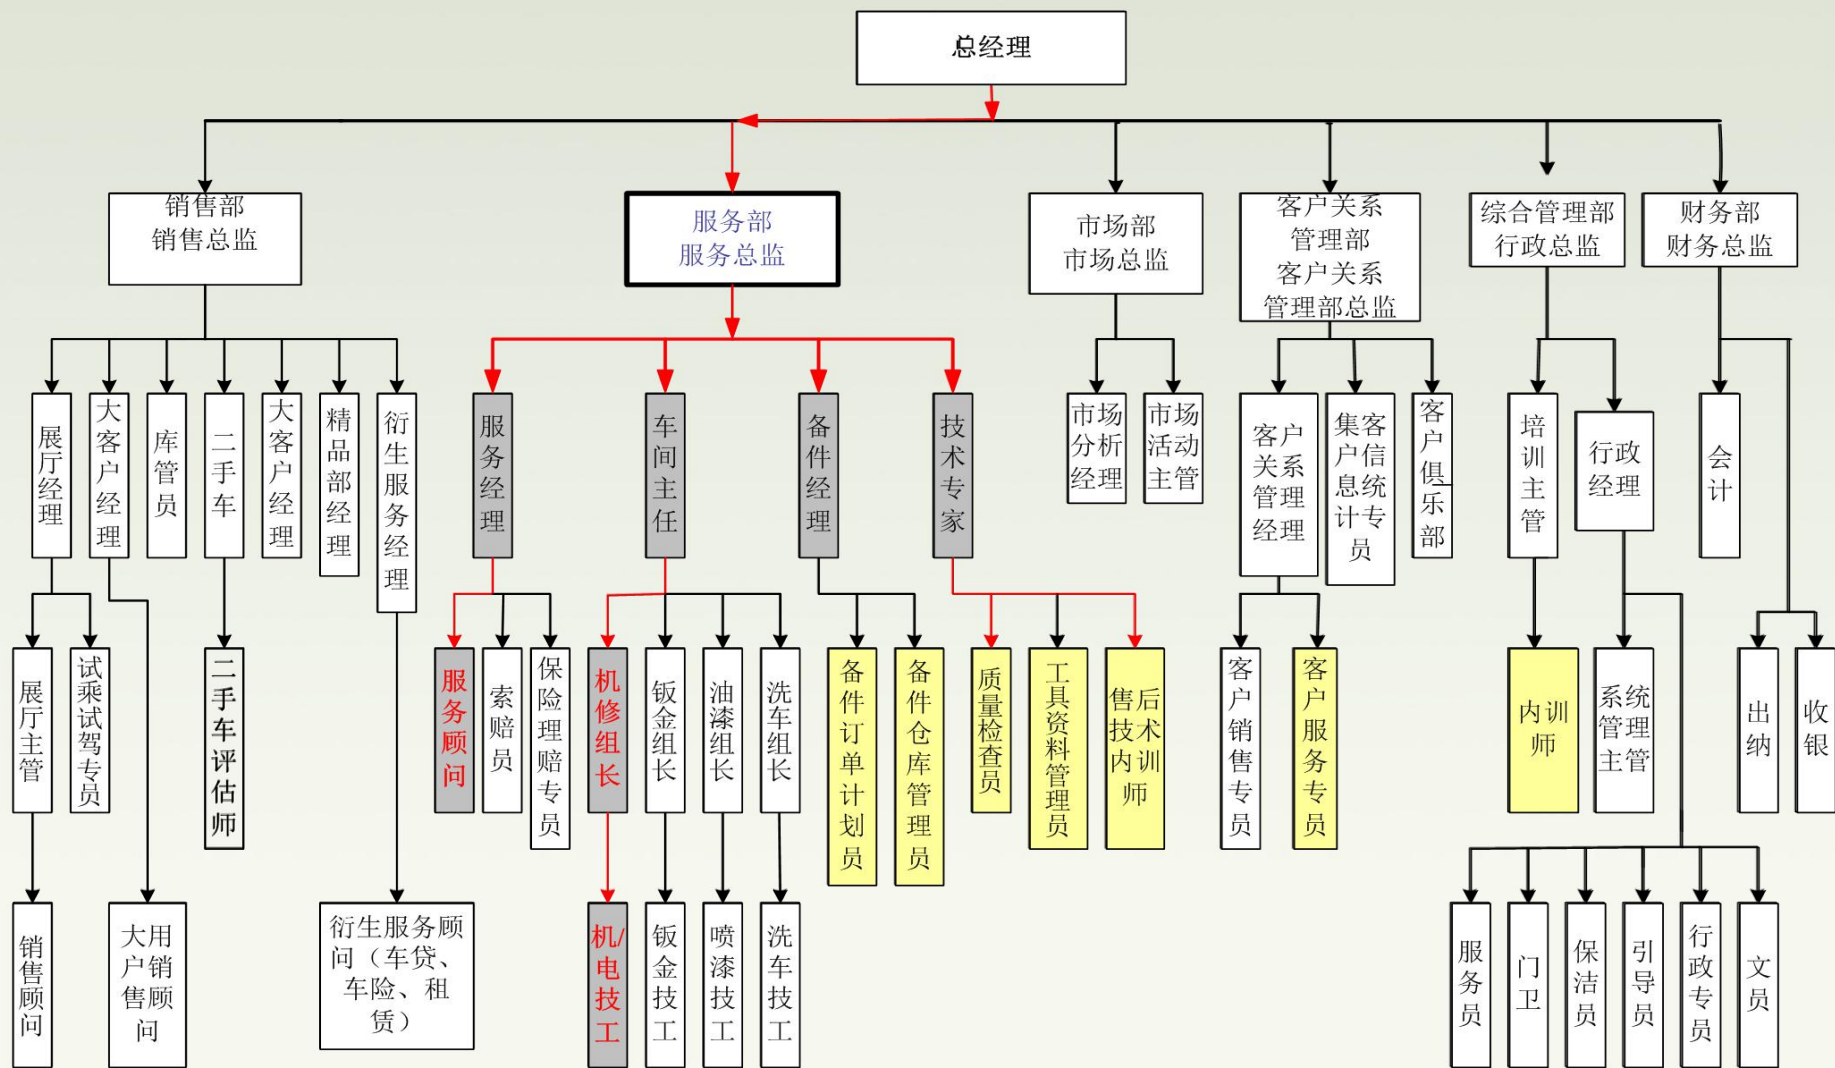 总经理
销售部
销售总监
服务部
服务总监
市场部
市场总监
客户关系
管理部
客户关系
管理部总监
综合管理部
行政总监
财务部
财务总监
展厅经理
大客户经理
库管员
二手车
大客户经理
精品部经理
衍生服务经理
服务经理
车间主任
备件经理
技术专家
市场
分析
经理
市场
活动
主管
客户
关系
管理
经理
集客
户信
息统
计专
员
客户俱乐部
培训主管
行政
经理
会计
展厅主管
试乘试驾专员
二手车评估师
服务顾问
索赔员
保险理赔专员
机修组长
钣金组长
油漆组长
洗车组长
备件订单计划员
备件仓库管理员
质量检查员
工具资料管理员
售后
技术
内训
师
客户销售专员
客户服务专员
内训
师
系统
管理
主管
出纳
收银
销售顾问
大用
户销
售顾
问
衍生服务顾
问（车贷、
车险、租
赁）
机/
电技工
钣金技工
喷漆技工
洗车技工
服务员
门卫
保洁员
引导员
行政专员
文员